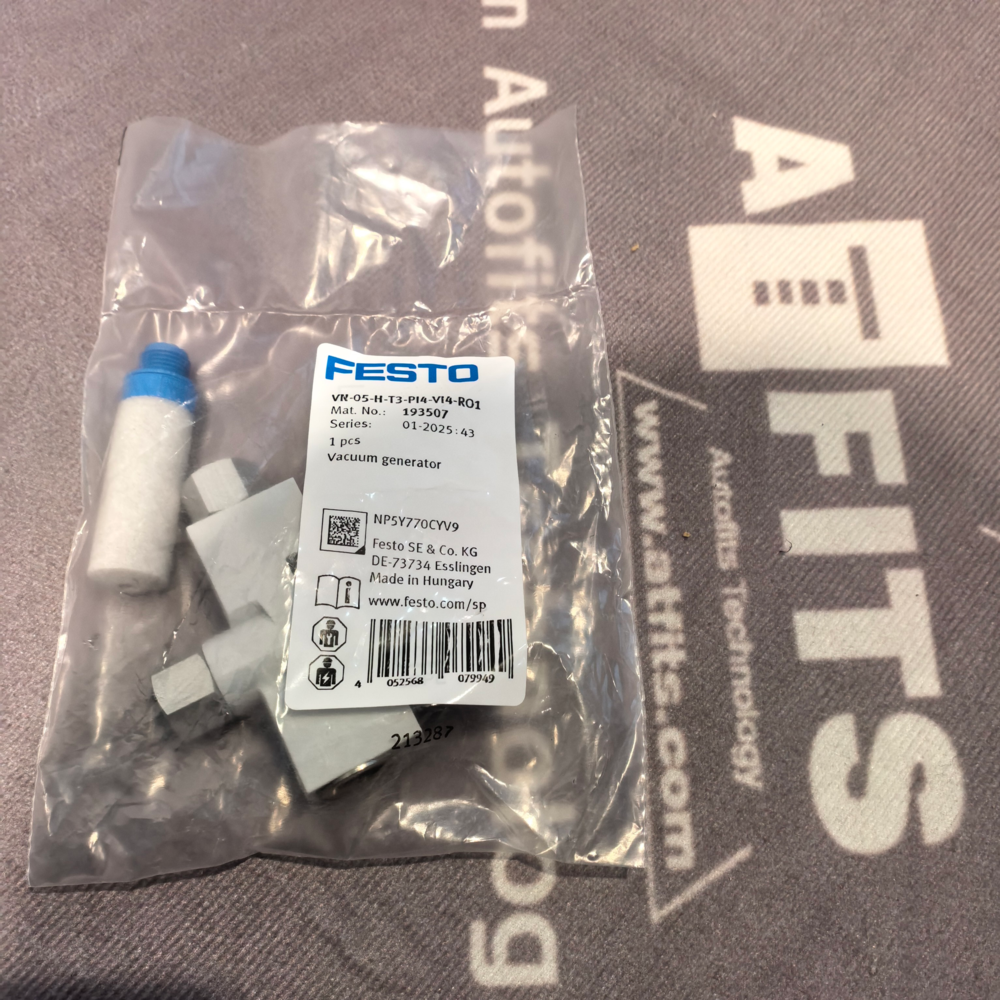 FESTO
VN-05-H-T3-PI4-VI4-RO1
Mat. No.: 193507
Series: 01-2025:43
1 pcs
Vacuum generator
NP5Y770CYV9
Festo SE & Co. KG
DE-73734 Esslingen
Made in Hungary
www.festo.com/sp
4 052568 079949
213287
ATFITS
Autofits Technology
www.atfits.com
n Autofits